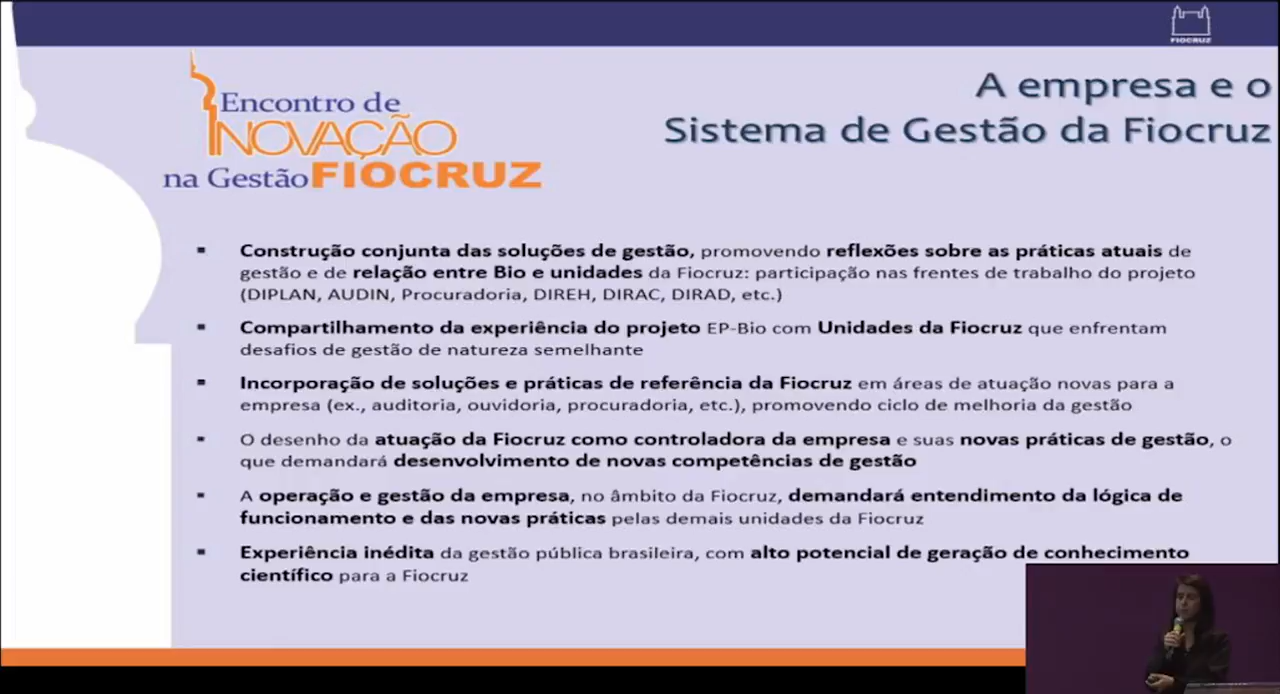 FIOCRUZ
A empresa e o
Sistema de Gestão da Fiocruz
Encontro de
INOVAÇÃO
na Gestão FIOCRUZ
▪ Construção conjunta das soluções de gestão, promovendo reflexões sobre as práticas atuais de
gestão e de relação entre Bio e unidades da Fiocruz: participação nas frentes de trabalho do projeto
(DIPLAN, AUDIN, Procuradoria, DIREH, DIRAC, DIRAD, etc.)
▪ Compartilhamento da experiência do projeto EP-Bio com Unidades da Fiocruz que enfrentam
desafios de gestão de natureza semelhante
▪ Incorporação de soluções e práticas de referência da Fiocruz em áreas de atuação novas para a
empresa (ex., auditoria, ouvidoria, procuradoria, etc.), promovendo ciclo de melhoria da gestão
▪ O desenho da atuação da Fiocruz como controladora da empresa e suas novas práticas de gestão, o
que demandará desenvolvimento de novas competências de gestão
▪ A operação e gestão da empresa, no âmbito da Fiocruz, demandará entendimento da lógica de
funcionamento e das novas práticas pelas demais unidades da Fiocruz
▪ Experiência inédita da gestão pública brasileira, com alto potencial de geração de conhecimento
científico para a Fiocruz